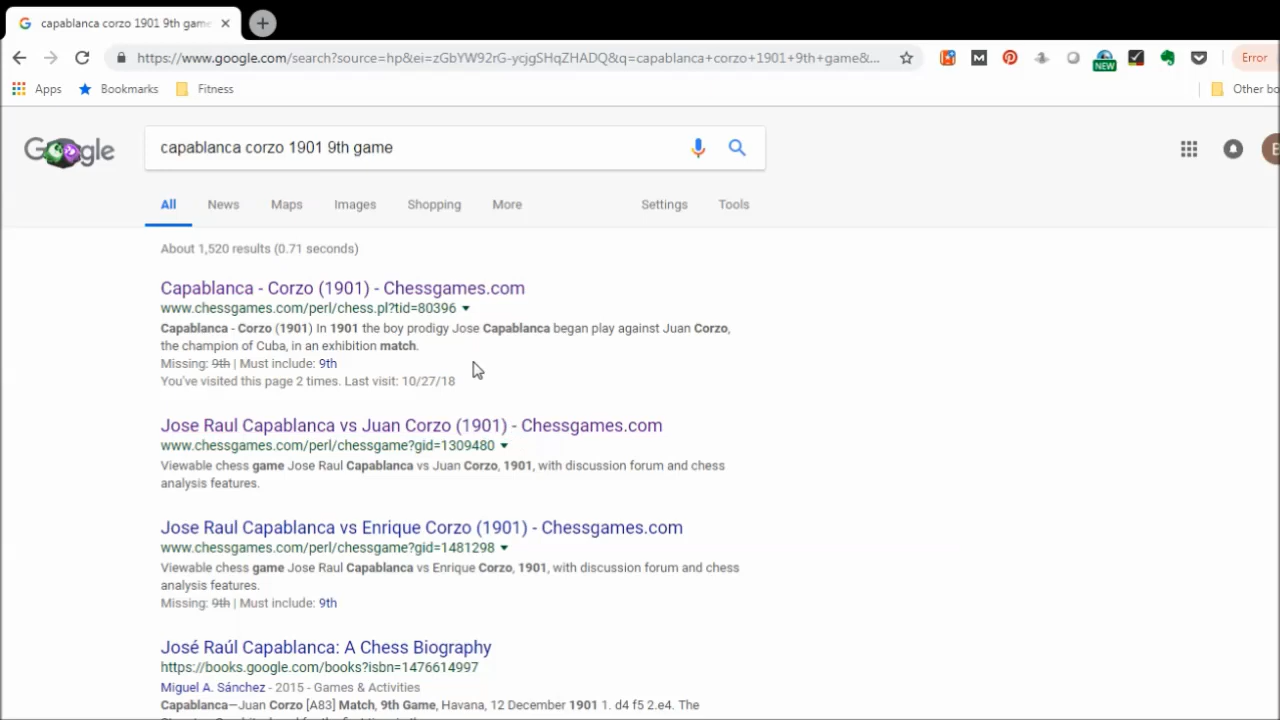 capablanca corzo 1901 9th game
https://www.google.com/search?source=hp&ei=zGbYW92rG-ycjgSHqZHADQ&q=capablanca+corzo+1901+9th+game&...
M
NEW
Error
Apps
Bookmarks
Fitness
Other bo
Google
capablanca corzo 1901 9th game
E
All News Maps Images Shopping More Settings Tools
About 1,520 results (0.71 seconds)
Capablanca - Corzo (1901) - Chessgames.com
www.chessgames.com/perl/chess.pl?tid=80396
Capablanca - Corzo (1901) In 1901 the boy prodigy Jose Capablanca began play against Juan Corzo,
the champion of Cuba, in an exhibition match.
Missing: 9th | Must include: 9th
You've visited this page 2 times. Last visit: 10/27/18
Jose Raul Capablanca vs Juan Corzo (1901) - Chessgames.com
www.chessgames.com/perl/chessgame?gid=1309480
Viewable chess game Jose Raul Capablanca vs Juan Corzo, 1901, with discussion forum and chess
analysis features.
Jose Raul Capablanca vs Enrique Corzo (1901) - Chessgames.com
www.chessgames.com/perl/chessgame?gid=1481298
Viewable chess game Jose Raul Capablanca vs Enrique Corzo, 1901, with discussion forum and chess
analysis features.
Missing: 9th | Must include: 9th
José Raúl Capablanca: A Chess Biography
https://books.google.com/books?isbn=1476614997
Miguel A. Sánchez - 2015 - Games & Activities
Capablanca—Juan Corzo [A83] Match, 9th Game, Havana, 12 December 1901 1. d4 f5 2.e4. The